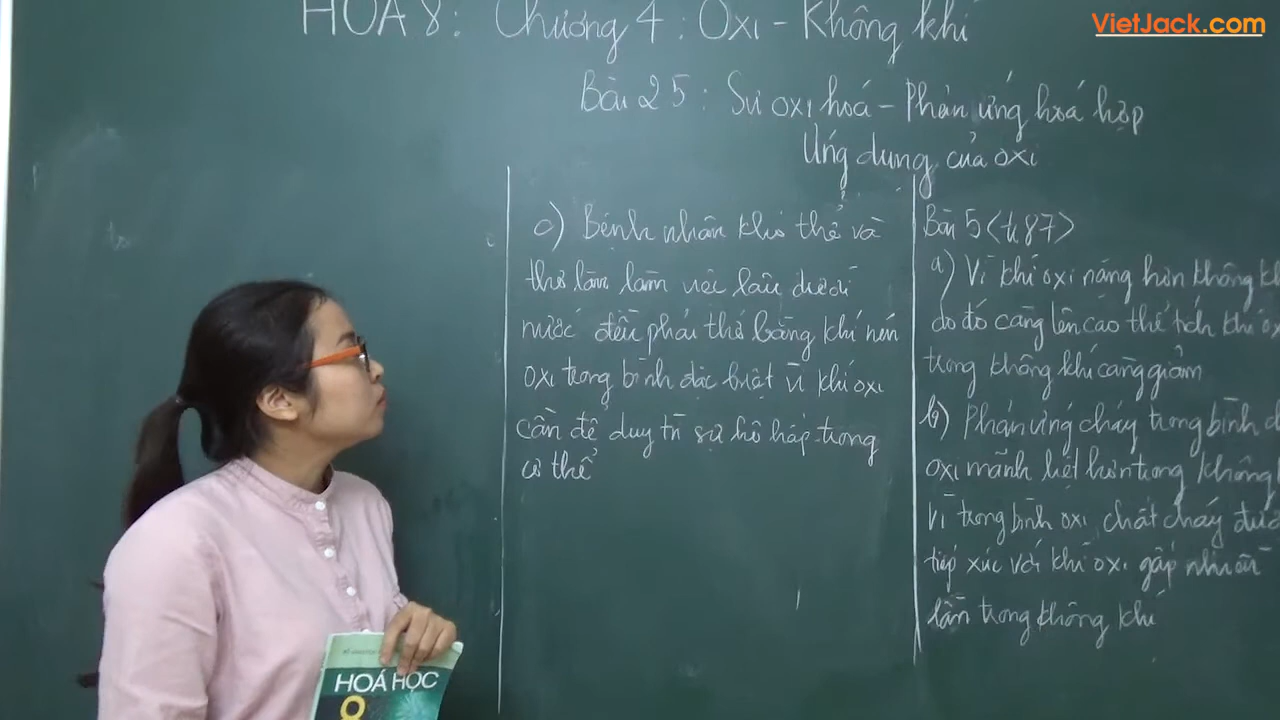 VietJack.com
HOÁ 8: Chương 4: Oxi - Không khí
Bài 25: Sự oxi hoá - Phản ứng hoá hợp
Ứng dụng của oxi
c) Bệnh nhân khó thở và
thợ lặn làm việc lâu dưới
nước đều phải thở bằng khí nén
oxi trong bình đặc biệt vì khí oxi
cần để duy trì sự hô hấp trong
cơ thể
Bài 5 <tr 87>
a) Vì khí oxi nặng hơn không
do đó càng lên cao thể tích khí
trong không khí càng giảm
b) Phản ứng cháy trong bình
oxi mãnh liệt hơn trong không
Vì trong bình oxi, chất cháy
tiếp xúc với khí oxi gấp nhiều
lần trong không khí
HOÁ HỌC
8